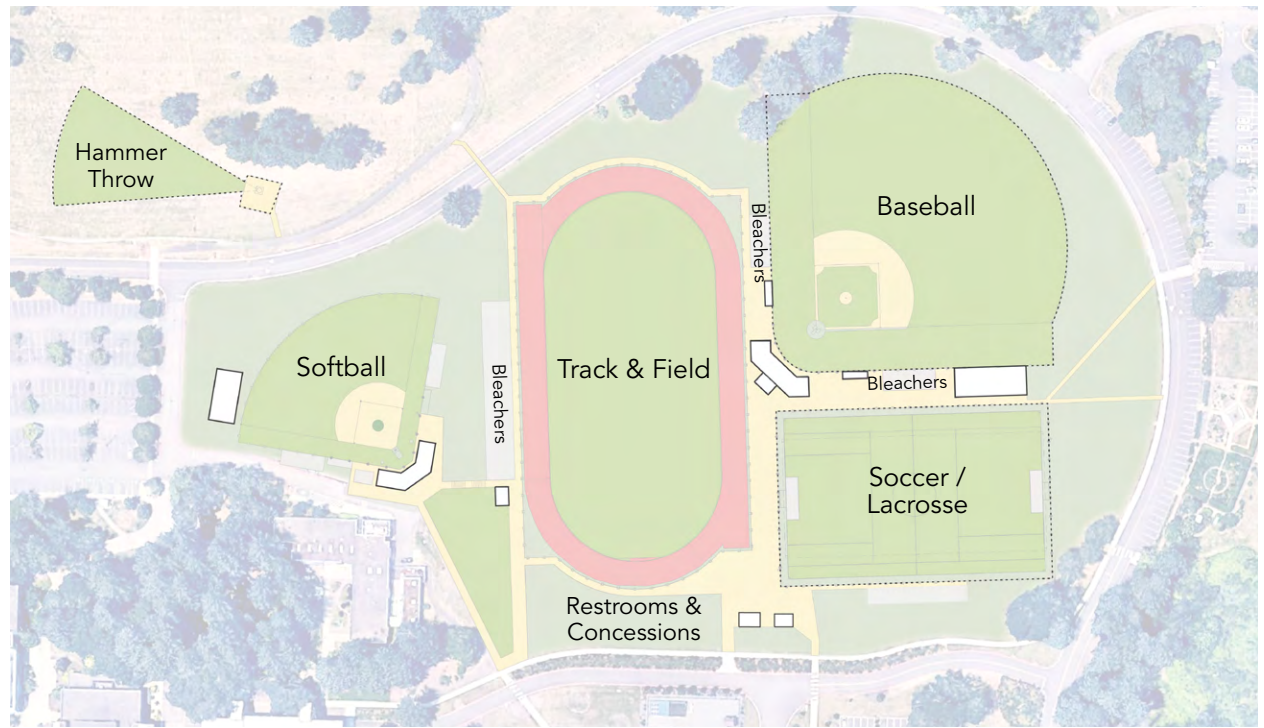 Hammer
Throw
Bleachers
Baseball
Softball
Track & Field
Bleachers
Bleachers
Soccer /
Lacrosse
Restrooms &
Concessions